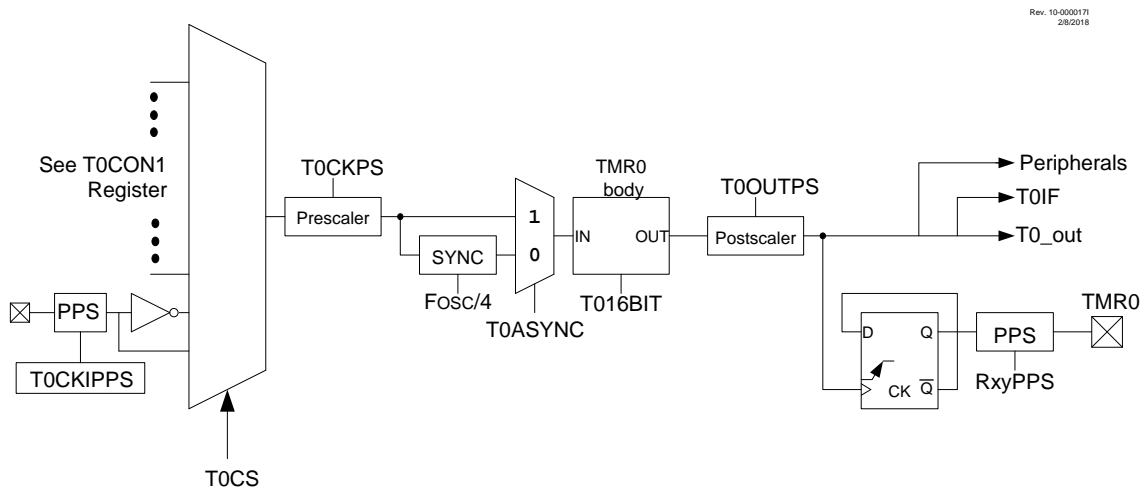 Rev. 10-000017I
2/8/2018
See T0CON1
Register
PPS
T0CKIPPS
T0CS
T0CKPS
Prescaler
SYNC
FOSC/4
1
0
T0ASYNC
TMR0
body
IN
OUT
T016BIT
T0OUTPS
Postscaler
Peripherals
T0IF
T0_out
D
Q
CK
Q̅
PPS
RxyPPS
TMR0